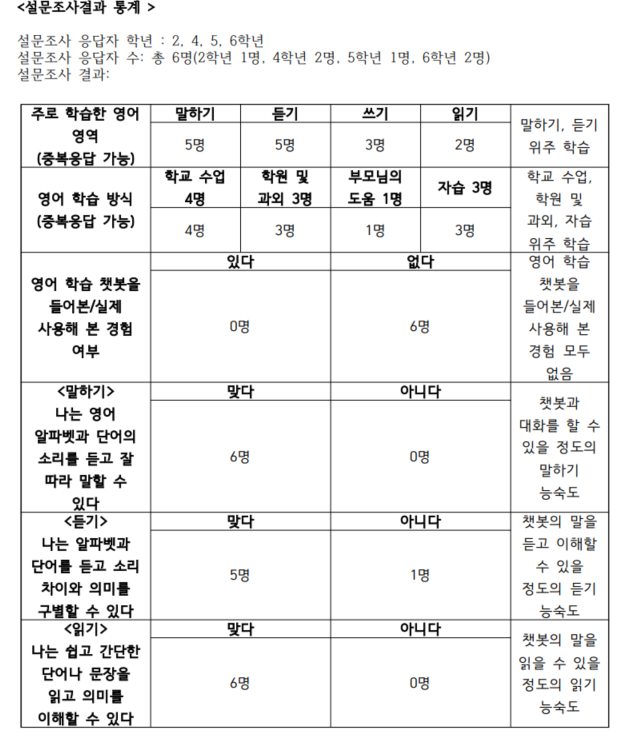 <설문조사결과 통계 >
설문조사 응답자 학년 : 2, 4, 5, 6학년
설문조사 응답자 수: 총 6명(2학년 1명, 4학년 2명, 5학년 1명, 6학년 2명)
설문조사 결과:
주로 학습한 영어
영역
(중복응답 가능)
말하기 듣기 쓰기 읽기
5명 5명 3명 2명
말하기, 듣기
위주 학습
영어 학습 방식
(중복응답 가능)
학교 수업
4명
학원 및
과외 3명
부모님의
도움 1명
자습 3명
4명 3명 1명 3명
학교 수업,
학원 및
과외, 자습
위주 학습
영어 학습 챗봇을
들어본/실제
사용해 본 경험
여부
있다 없다
0명 6명
영어 학습
챗봇을
들어본/실제
사용해 본
경험 모두
없음
<말하기>
나는 영어
알파벳과 단어의
소리를 듣고 잘
따라 말할 수
있다
맞다 아니다
6명 0명
챗봇과
대화를 할 수
있을 정도의
말하기
능숙도
<듣기>
나는 알파벳과
단어를 듣고 소리
차이와 의미를
구별할 수 있다
맞다 아니다
5명 1명
챗봇의 말을
듣고 이해할
수 있을
정도의 듣기
능숙도
<읽기>
나는 쉽고 간단한
단어나 문장을
읽고 의미를
이해할 수 있다
맞다 아니다
6명 0명
챗봇의 말을
읽을 수 있을
정도의 읽기
능숙도